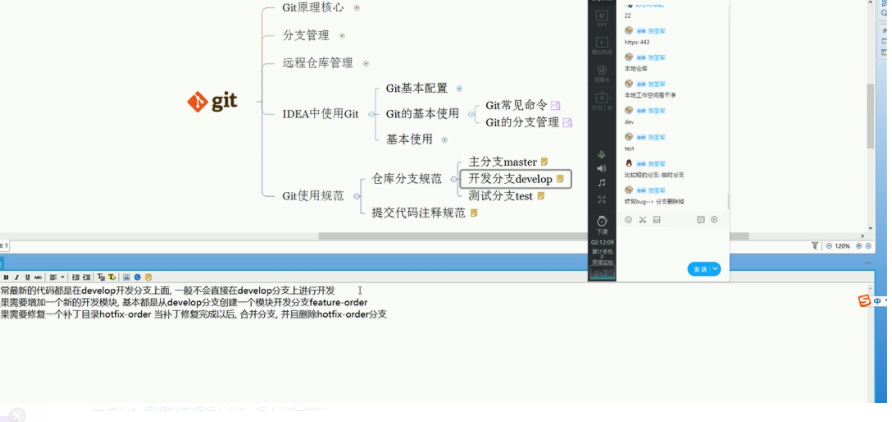 Git原理核心
分支管理
远程仓库管理
git
IDEA中使用Git
Git基本配置
Git的基本使用
Git常见命令
Git的分支管理
基本使用
Git使用规范
仓库分支规范
主分支master
开发分支develop
测试分支test
提交代码注释规范
22
https: 443
本地仓库
本地工作空间是干净
dev
test
比较短的分支: 临时分支
修复bug--> 分支删除掉
发送
下课
02:12:09
120%
B I U
常最新的代码都是在develop开发分支上面, 一般不会直接在develop分支上进行开发
果需要增加一个新的开发模块, 基本都是从develop分支创建一个模块开发分支feature-order
果需要修复一个补丁目录hotfix-order 当补丁修复完成以后, 合并分支, 并且删除hotfix-order分支
中